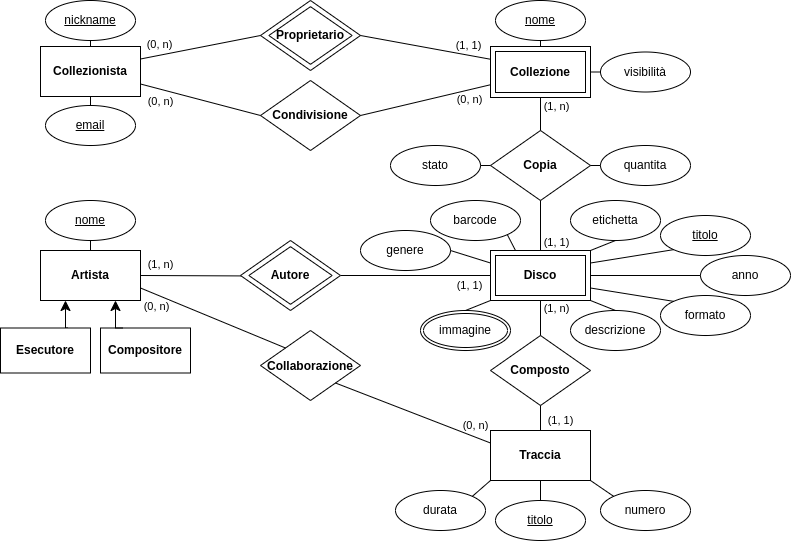 nickname
nome
(0, n)
Proprietario
(1, 1)
Collezionista
Collezione
visibilità
(0, n)
(0, n)
(1, n)
email
Condivisione
stato
Copia
quantita
nome
barcode
etichetta
titolo
genere
(1, 1)
(1, n)
Artista
Autore
Disco
anno
(1, 1)
(0, n)
(1, n)
immagine
descrizione
formato
Esecutore
Compositore
Collaborazione
Composto
(0, n)
(1, 1)
Traccia
durata
titolo
numero